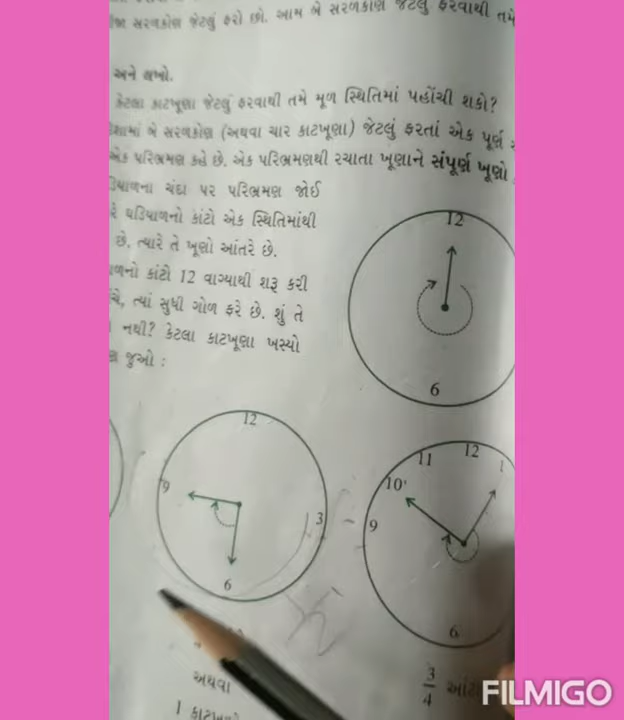 સરળકોણ જેટલું ફરો છો. આમ બે સરળકોણ જેટલું ફરવાથી તમે
અને લખો.
કેટલા કાટખૂણા જેટલું ફરવાથી તમે મૂળ સ્થિતિમાં પહોંચી શકો?
બે સરળકોણ (અથવા ચાર કાટખૂણા) જેટલું ફરતાં એક પૂર્ણ
એક પરિભ્રમણ કહે છે. એક પરિભ્રમણથી રચાતા ખૂણાને સંપૂર્ણ ખૂણો
ચંદા પર પરિભ્રમણ જોઈ
ઘડિયાળનો કાંટો એક સ્થિતિમાંથી
છે, ત્યારે તે ખૂણો આંતરે છે.
કાંટો 12 વાગ્યાથી શરૂ કરી
ત્યાં સુધી ગોળ ફરે છે. શું તે
નથી? કેટલા કાટખૂણા ખસ્યો
જુઓ :
12
6
12
9
3
6
12
11
1
10
9
6
અથવા
1
3/4
FILMIGO